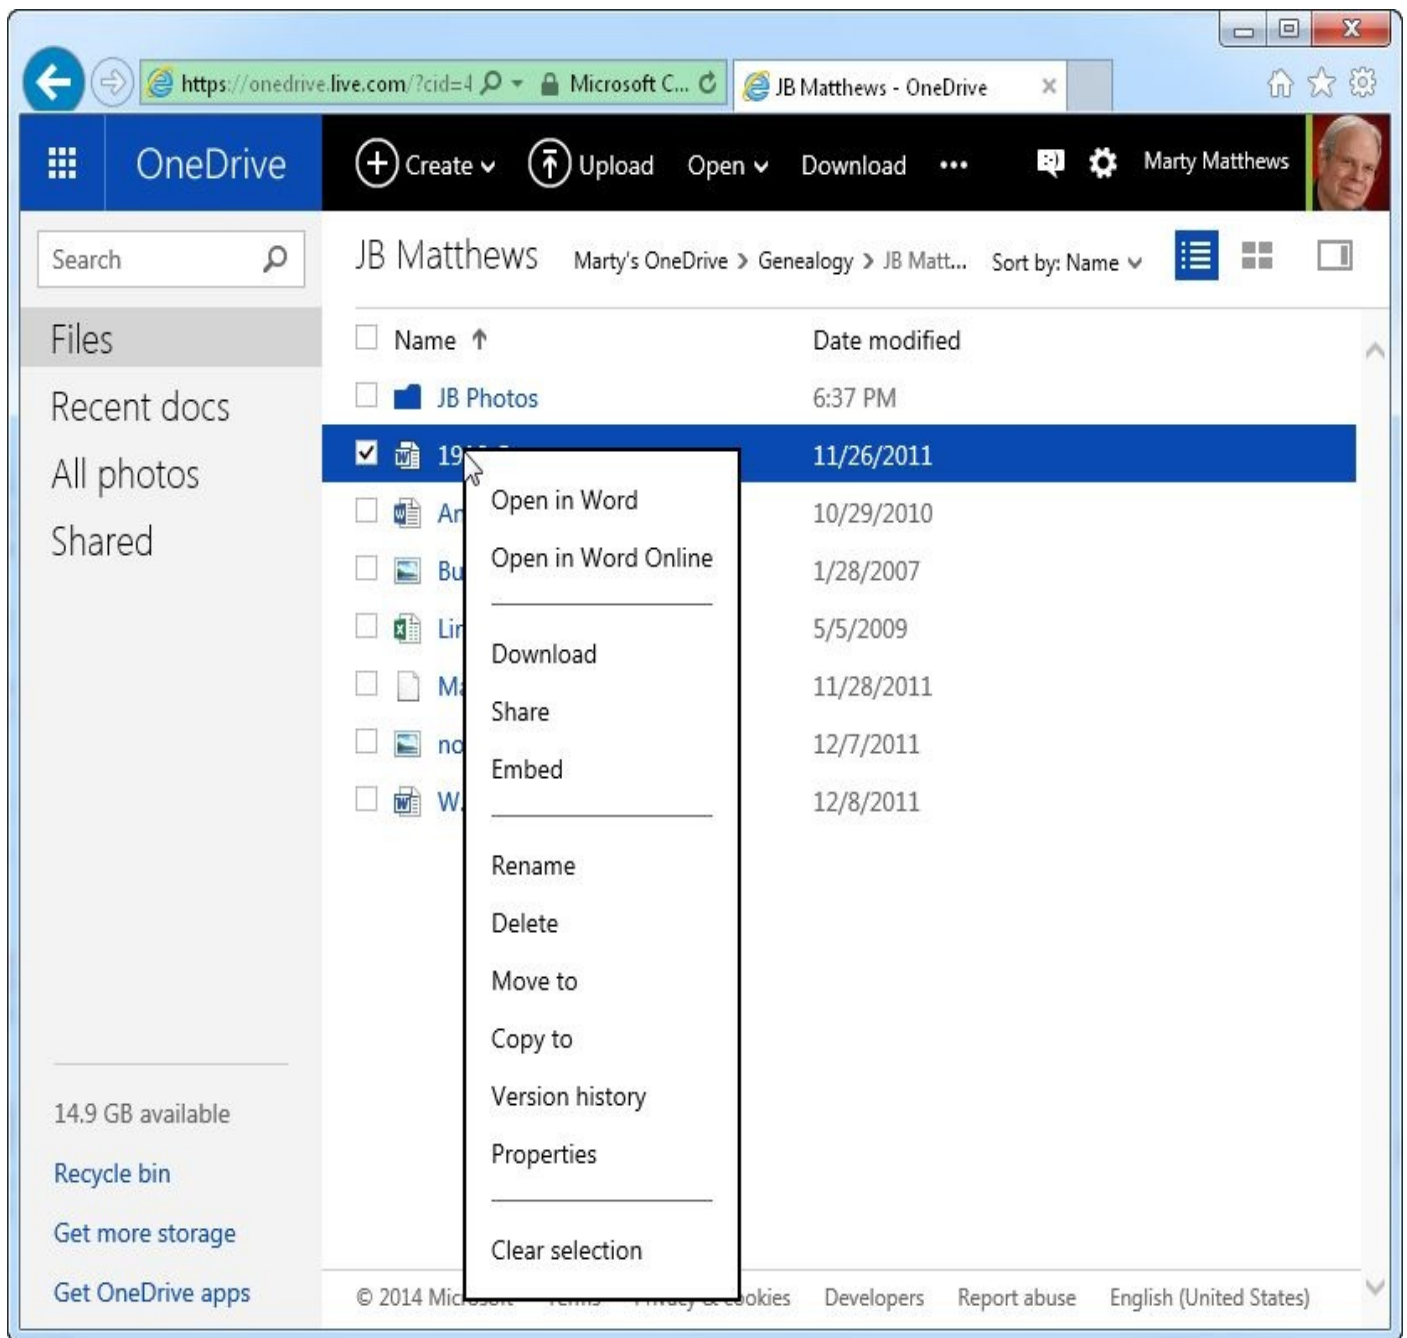 https://onedrive.live.com/?cid=4 Microsoft C... JB Matthews - OneDrive
OneDrive Create Upload Open Download ••• Marty Matthews
Search JB Matthews Marty's OneDrive > Genealogy > JB Matt... Sort by: Name
Files Name Date modified
JB Photos 6:37 PM
Recent docs
11/26/2011
All photos
Open in Word
10/29/2010
Shared
Open in Word Online
Bu 1/28/2007
5/5/2009
Download
11/28/2011
Share
no 12/7/2011
Embed
W. 12/8/2011
Rename
Delete
Move to
Copy to
Version history
14.9 GB available
Properties
Recycle bin
Get more storage
Clear selection
Get OneDrive apps © 2014 Developers Report abuse English (United States)